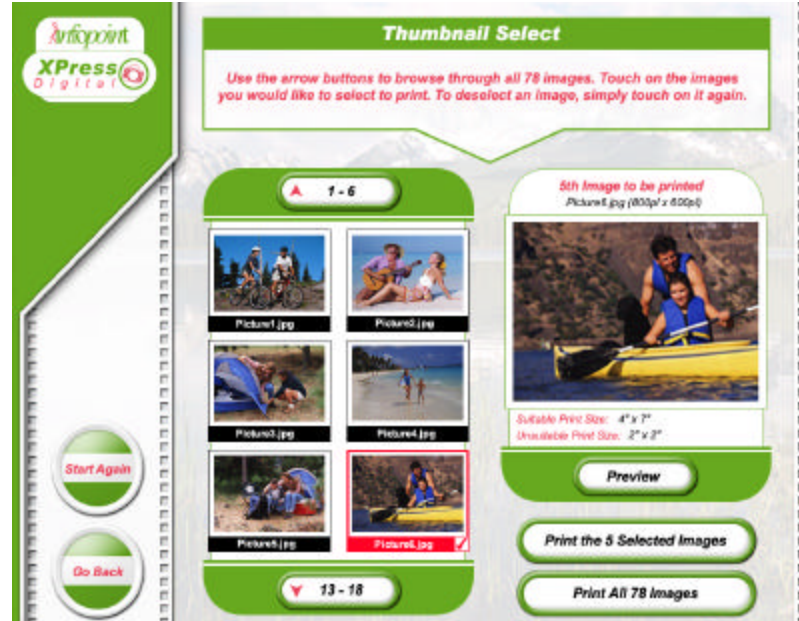 Antiopoint
XPress
Digital
Thumbnail Select
Use the arrow buttons to browse through all 78 images. Touch on the images
you would like to select to print. To deselect an image, simply touch on it again.
1 - 6
Picture1.jpg
Picture2.jpg
Picture3.jpg
Picture4.jpg
Picture5.jpg
Picture6.jpg
13 - 18
5th Image to be printed
Picture6.jpg (800pl x 600pl)
Suitable Print Size: 4" x 7"
Unsuitable Print Size: 2" x 2"
Preview
Print the 5 Selected Images
Print All 78 Images
Start Again
Go Back